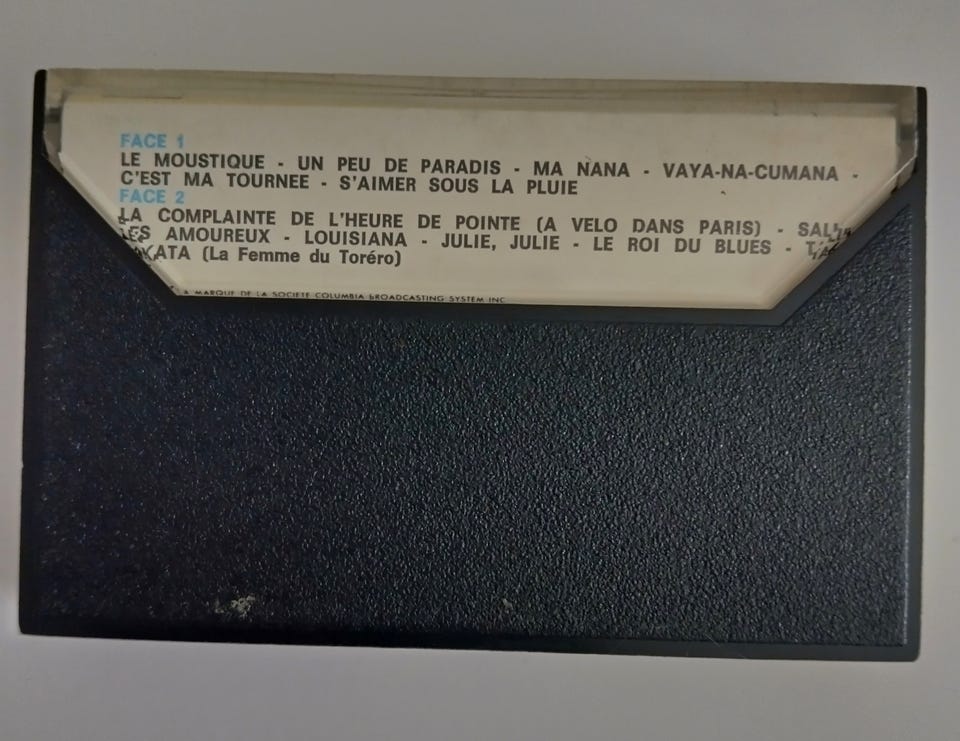 FACE 1
LE MOUSTIQUE - UN PEU DE PARADIS - MA NANA - VAYA-NA-CUMANA -
C'EST MA TOURNEE - S'AIMER SOUS LA PLUIE
FACE 2
LA COMPLAINTE DE L'HEURE DE POINTE (A VELO DANS PARIS) -
LES AMOUREUX - LOUISIANA - JULIE, JULIE - LE ROI DU BLUES -
(La Femme du Toréro)
A MARQUE DE LA SOCIETE COLUMBIA BROADCASTING SYSTEM INC